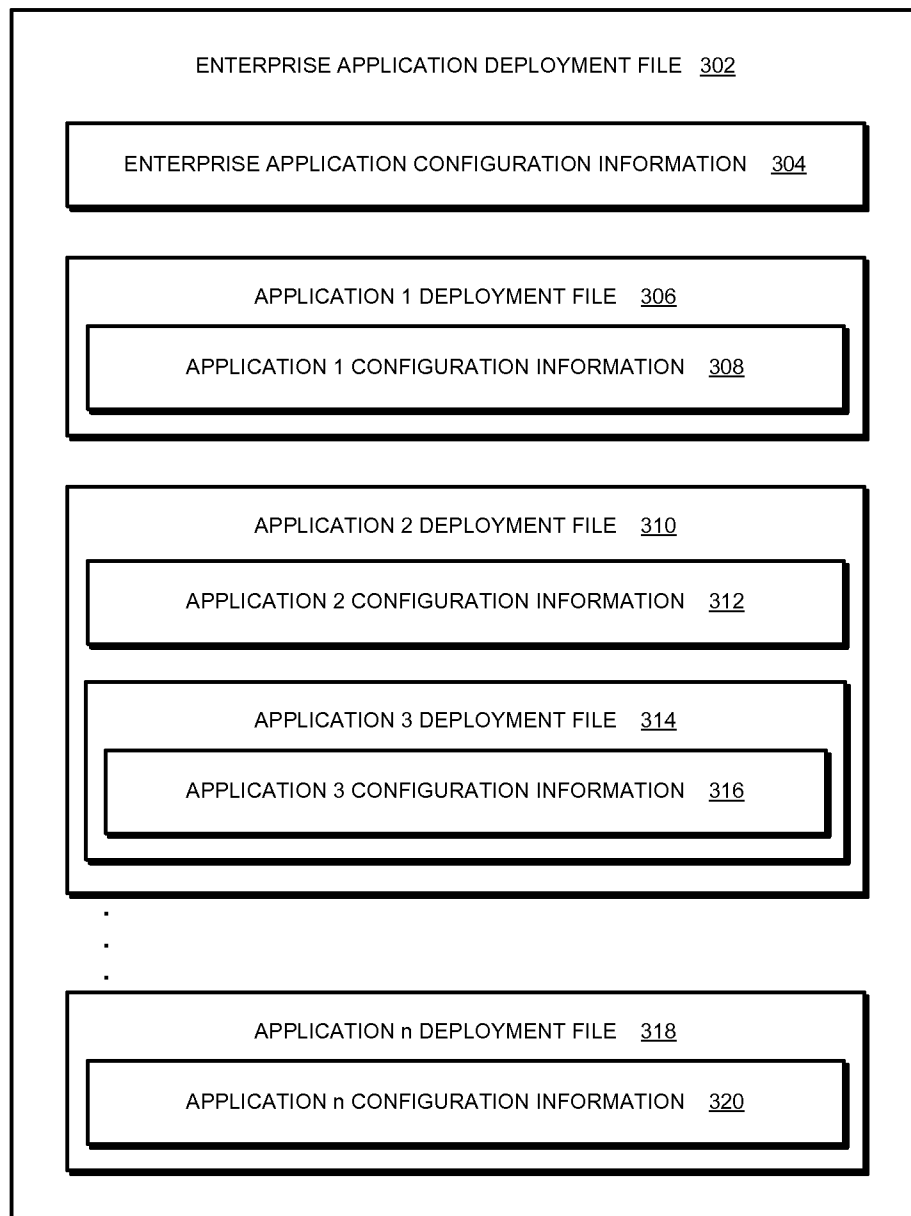 ENTERPRISE APPLICATION DEPLOYMENT FILE 302
ENTERPRISE APPLICATION CONFIGURATION INFORMATION 304
APPLICATION 1 DEPLOYMENT FILE 306
APPLICATION 1 CONFIGURATION INFORMATION 308
APPLICATION 2 DEPLOYMENT FILE 310
APPLICATION 2 CONFIGURATION INFORMATION 312
APPLICATION 3 DEPLOYMENT FILE 314
APPLICATION 3 CONFIGURATION INFORMATION 316
.
.
.
APPLICATION n DEPLOYMENT FILE 318
APPLICATION n CONFIGURATION INFORMATION 320